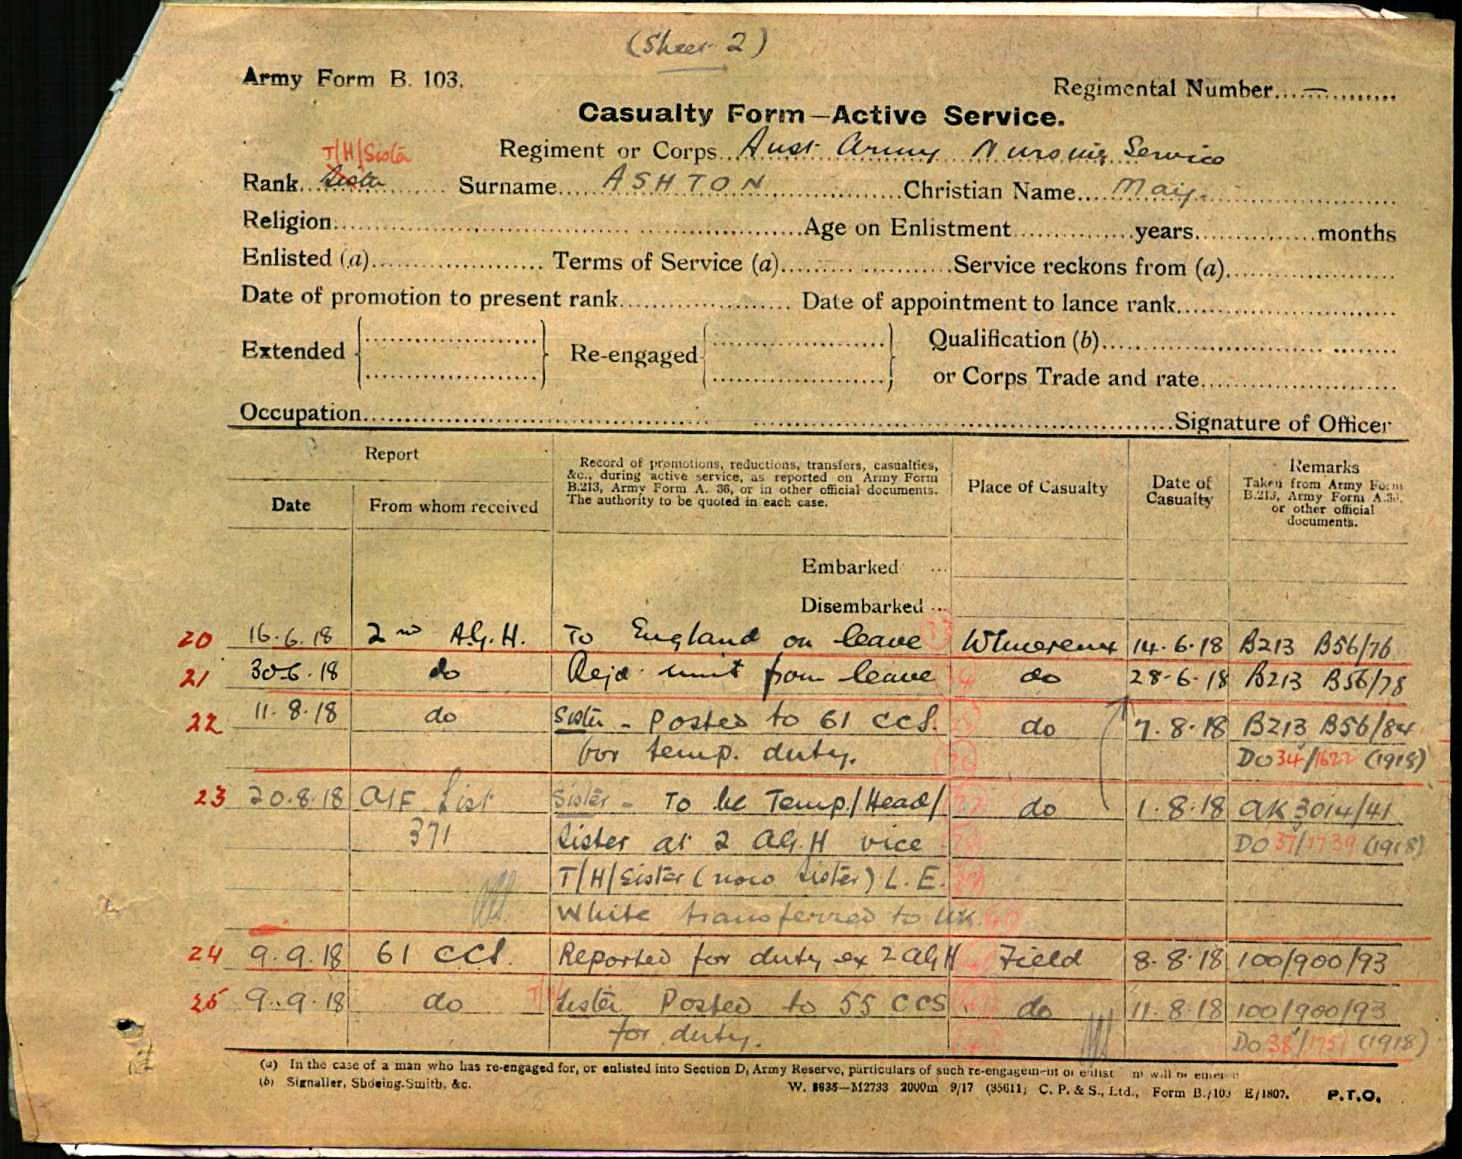 (Sheet 2)
Army Form B. 103.
Regimental Number...—...
Casualty Form—Active Service.
T/H/Sister
Regiment or Corps Aust Army Nursing Service
Rank Sister Surname ASHTON Christian Name May.
Religion Age on Enlistment years months
Enlisted (a) Terms of Service (a) Service reckons from (a)
Date of promotion to present rank Date of appointment to lance rank
Extended Re-engaged Qualification (b)
or Corps Trade and rate
Occupation Signature of Officer
Report
Date From whom received
Record of promotions, reductions, transfers, casualties, &c., during active service, as reported on Army Form B.213, Army Form A. 36, or in other official documents. The authority to be quoted in each case.
Place of Casualty
Date of Casualty
Remarks
Taken from Army Form B.213, Army Form A.36, or other official documents.
Embarked ...
Disembarked ...
20 16.6.18 2nd A.G.H. To England on leave Wimereux 14.6.18 B213 B56/76
21 30.6.18 do Rejd unit from leave do 28.6.18 B213 B56/78
22 11.8.18 do Sister - Posted to 61 CCS. do 7.8.18 B213 B56/84
for temp. duty. Do 34/1622 (1918)
23 20.8.18 AIF List Sister - To be Temp/Head/ do 1.8.18 AK 3014/41
371 Sister at 2 AGH vice Do 37/1739 (1918)
T/H/Sister (now Sister) L. E.
White transferred to UK
24 9.9.18 61 CCS. Reported for duty ex 2 AGH Field 8.8.18 100/900/93
25 9.9.18 do T/H Sister Posted to 55 CCS do 11.8.18 100/900/93
for duty. Do 38/1751 (1918)
(a) In the case of a man who has re-engaged for, or enlisted into Section D, Army Reserve, particulars of such re-engagement or enlistment will be entered
(b) Signaller, Shoeing-Smith, &c.
W. 8635—M2733 2000m 9/17 (35611) C. P. & S., Ltd., Form B./103 E/1807.
P.T.O.